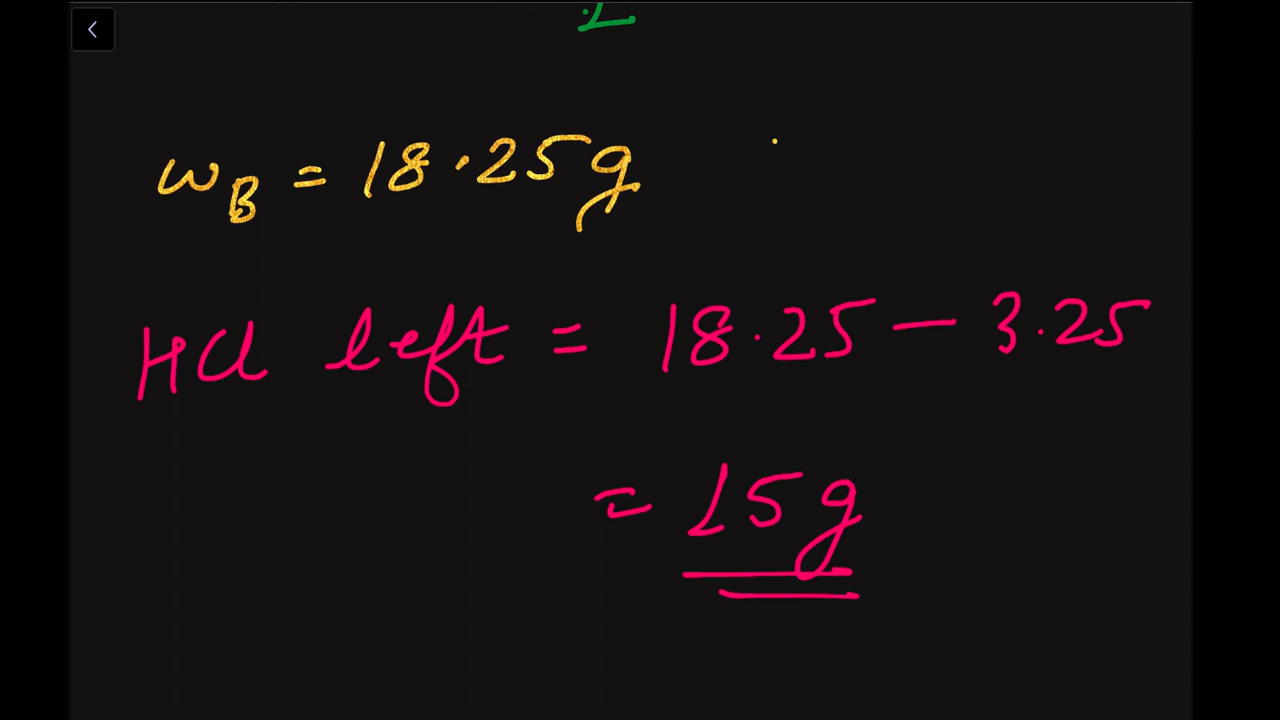 w_B = 18.25g
HCl left = 18.25 - 3.25
= 15g